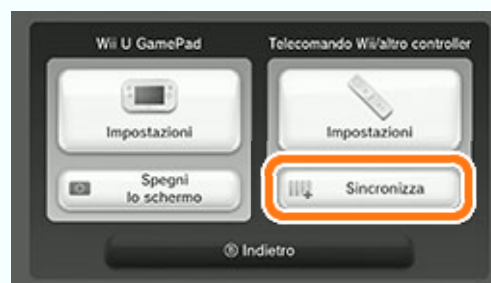 Wii U GamePad
Telecomando Wii/altro controller
Impostazioni
Impostazioni
Spegni
lo schermo
Sincronizza
Ⓑ Indietro